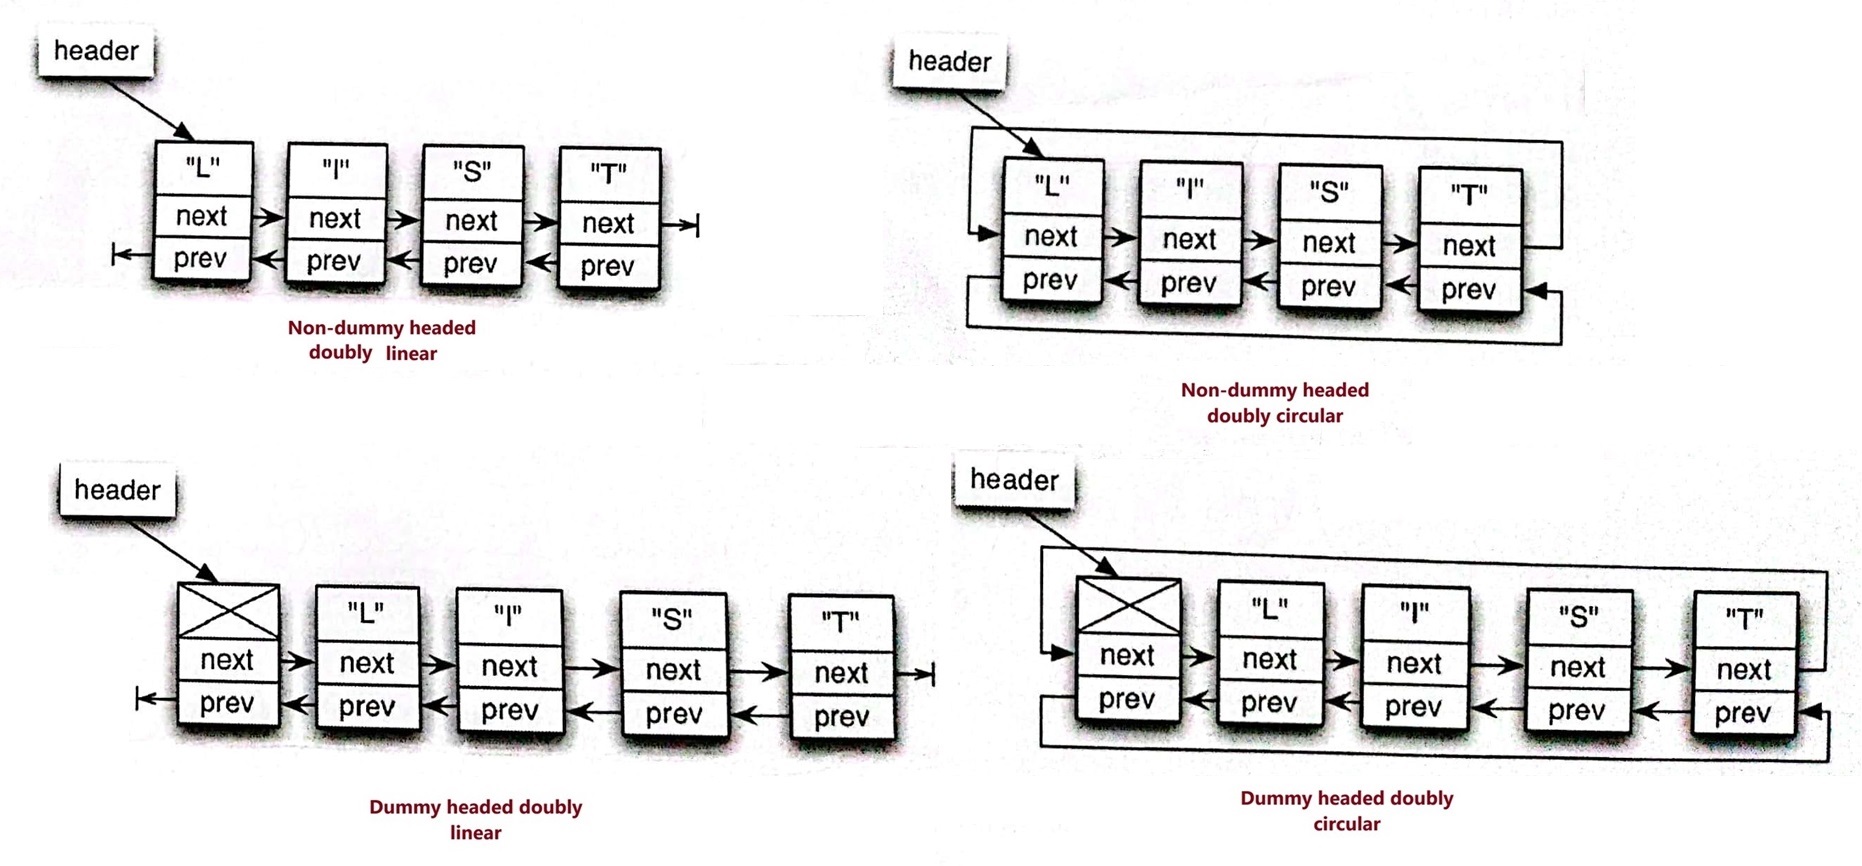 header
"L" "I" "S" "T"
next next next next
prev prev prev prev
Non-dummy headed
doubly linear
header
"L" "I" "S" "T"
next next next next
prev prev prev prev
Non-dummy headed
doubly circular
header
"L" "I" "S" "T"
next next next next next
prev prev prev prev prev
Dummy headed doubly
linear
header
"L" "I" "S" "T"
next next next next next
prev prev prev prev prev
Dummy headed doubly
circular